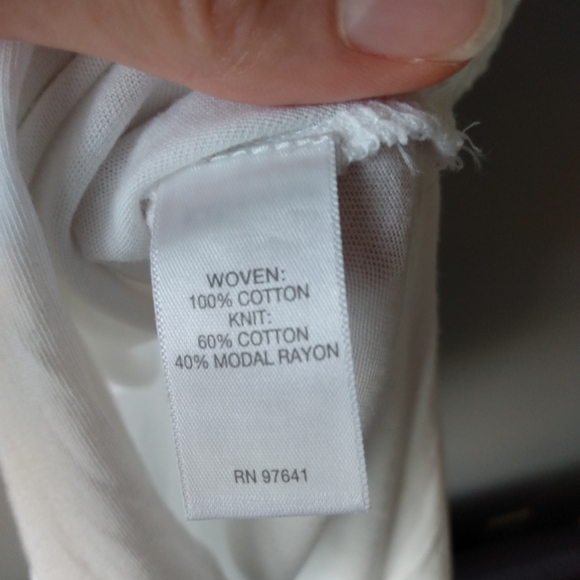 WOVEN:
100% COTTON
KNIT:
60% COTTON
40% MODAL RAYON
RN 97641